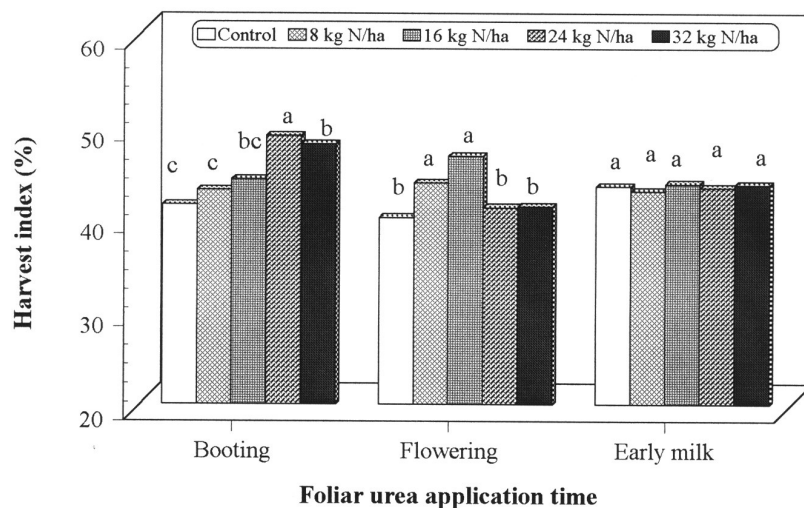 60
Control 8 kg N/ha 16 kg N/ha 24 kg N/ha 32 kg N/ha
50
40
30
20
Harvest index (%)
c c bc a b
b a a b b
a a a a a
Booting Flowering Early milk
Foliar urea application time